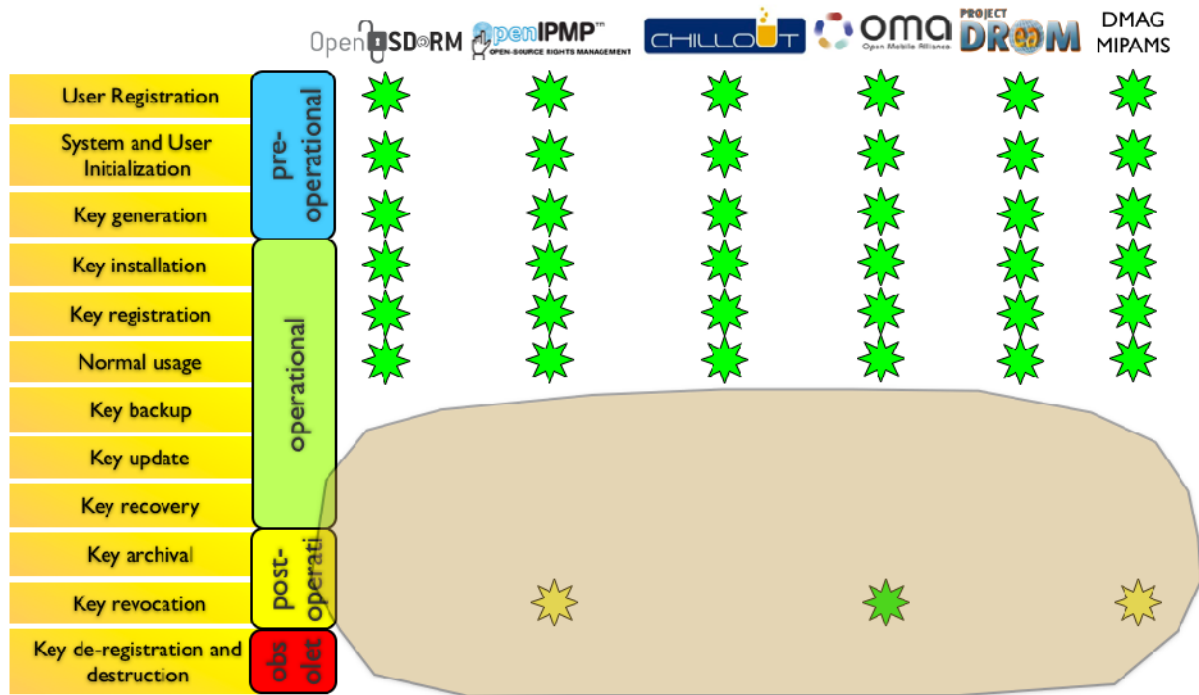 OpenSDRM
OpenIPMP™
OPEN-SOURCE RIGHTS MANAGEMENT
CHILLOUT
oma
Open Mobile Alliance
PROJECT
DREAM
DMAG
MIPAMS
User Registration
System and User
Initialization
Key generation
pre-
operational
Key installation
Key registration
Normal usage
Key backup
Key update
Key recovery
operational
Key archival
Key revocation
post-
operati
Key de-registration and
destruction
obs
olet